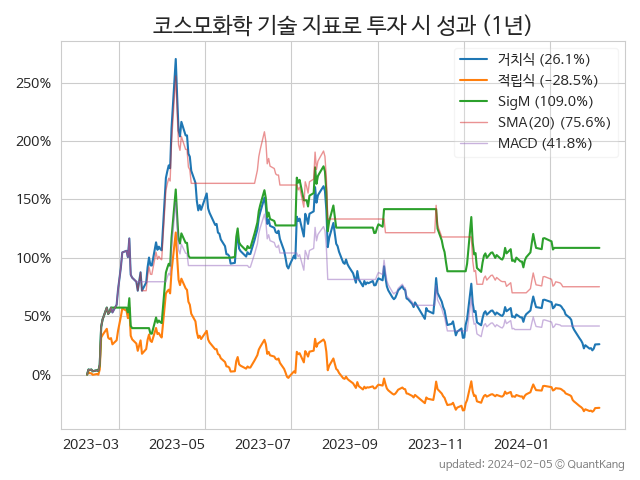 코스모화학 기술 지표로 투자 시 성과 (1년)
거치식 (26.1%)
적립식 (−28.5%)
SigM (109.0%)
SMA(20) (75.6%)
MACD (41.8%)
250%
200%
150%
100%
50%
0%
2023-03 2023-05 2023-07 2023-09 2023-11 2024-01
updated: 2024-02-05 © QuantKang